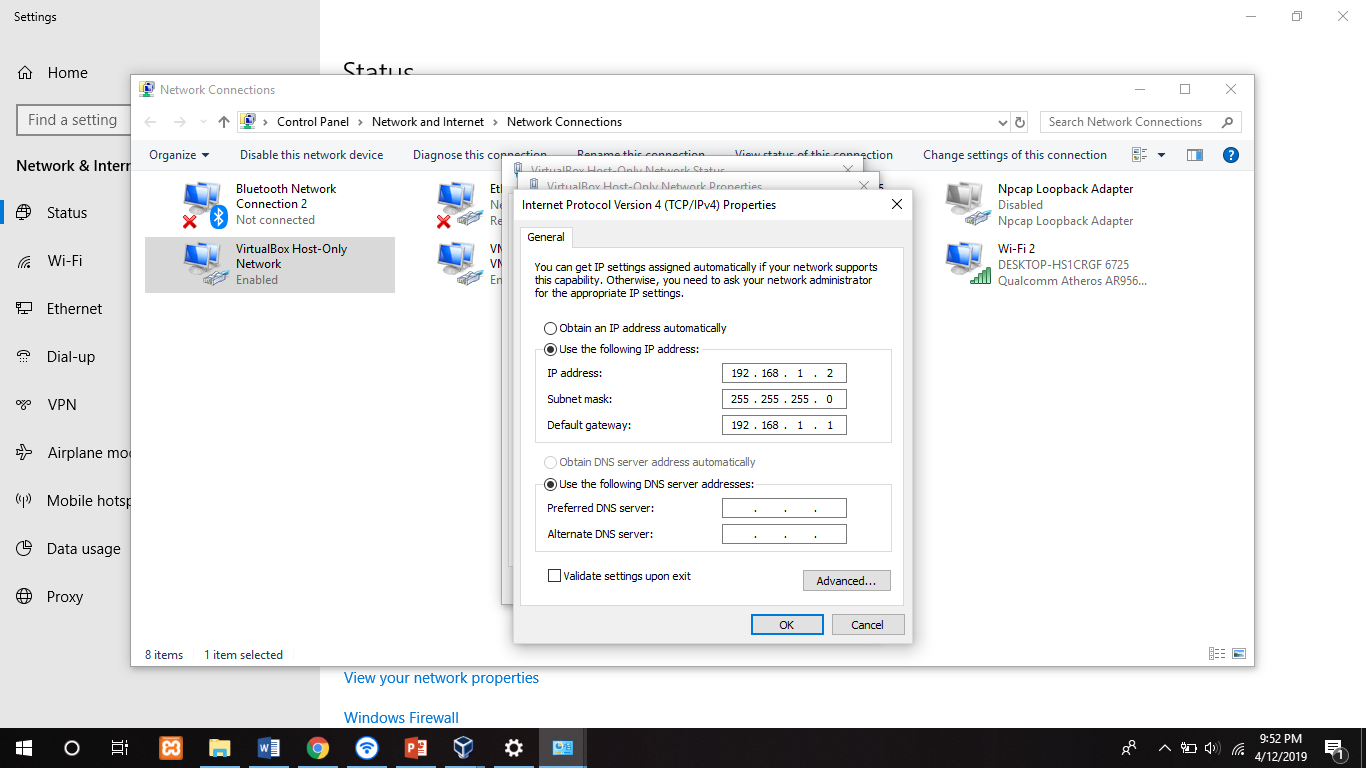 Settings
Home
Status
Find a setting
Network & Interr
Status
Wi-Fi
Ethernet
Dial-up
VPN
Airplane mo
Mobile hotsp
Data usage
Proxy
Network Connections
Control Panel > Network and Internet > Network Connections
Search Network Connections
Organize
Disable this network device
Diagnose this connection
Rename this connection
View status of this connection
Change settings of this connection
Bluetooth Network
Connection 2
Not connected
VirtualBox Host-Only
Network
Enabled
Npcap Loopback Adapter
Disabled
Npcap Loopback Adapter
Wi-Fi 2
DESKTOP-HS1CRGF 6725
Qualcomm Atheros AR956...
VirtualBox Host-Only Network Status
VirtualBox Host-Only Network Properties
Internet Protocol Version 4 (TCP/IPv4) Properties
General
You can get IP settings assigned automatically if your network supports
this capability. Otherwise, you need to ask your network administrator
for the appropriate IP settings.
Obtain an IP address automatically
Use the following IP address:
IP address: 192 . 168 . 1 . 2
Subnet mask: 255 . 255 . 255 . 0
Default gateway: 192 . 168 . 1 . 1
Obtain DNS server address automatically
Use the following DNS server addresses:
Preferred DNS server: . . .
Alternate DNS server: . . .
Validate settings upon exit
Advanced...
OK
Cancel
8 items
1 item selected
View your network properties
Windows Firewall
9:52 PM
4/12/2019
1